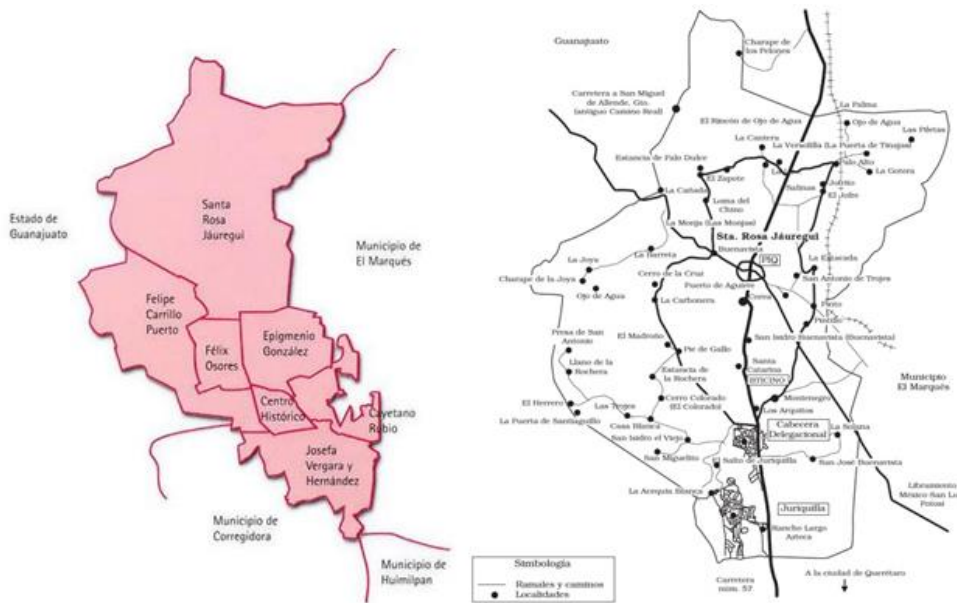 Estado de
Guanajuato
Santa
Rosa
Jáuregui
Municipio de
El Marqués
Felipe
Carrillo
Puerto
Félix
Osores
Epigmenio
González
Centro
Histórico
Cayetano
Rubio
Josefa
Vergara y
Hernández
Municipio de
Corregidora
Municipio de
Huimilpan
Guanajuato
Charape de
los Pelones
Carretera a San Miguel
de Allende, Gto.
(antiguo Camino Real)
La Palma
El Rincón de Ojo de Agua
Ojo de Agua
Las Piletas
La Cantera
La Versolilla (La Puerta de Tinajas)
Estancia de Palo Dulce
Palo Alto
El Zapote
La Gotera
La Cañada
Salinas
Jofrito
El Jofre
Loma del
Chino
La Monja (Las Monjas)
Sta. Rosa Jáuregui
Buenavista
La Barreta
PIQ
La Joya
La Estacada
Charape de la Joya
Cerro de la Cruz
San Antonio de Trojes
Ojo de Agua
Puerto de Aguirre
La Carbonera
Pinto
Presa de San
Antonio
El Madroño
Pie de Gallo
San Isidro Buenavista (Buenavista)
Llano de la
Rochera
Estancia de
la Rochera
Santa
Catarina
Municipio
El Marqués
El Herrero
Cerro Colorado
(El Colorado)
Montenegro
Las Trojes
Los Arquitos
La Puerta de Santiaguillo
Casa Blanca
Cabecera
Delegacional
La Solana
San Isidro el Viejo
San Miguelito
El Salto de Juriquilla
San José Buenavista
La Acequia Blanca
Libramiento
México San Luis
Potosí
Juriquilla
Rancho Largo
Azteca
Simbología
Ramales y caminos
Localidades
Carretera
núm. 57
A la ciudad de Querétaro